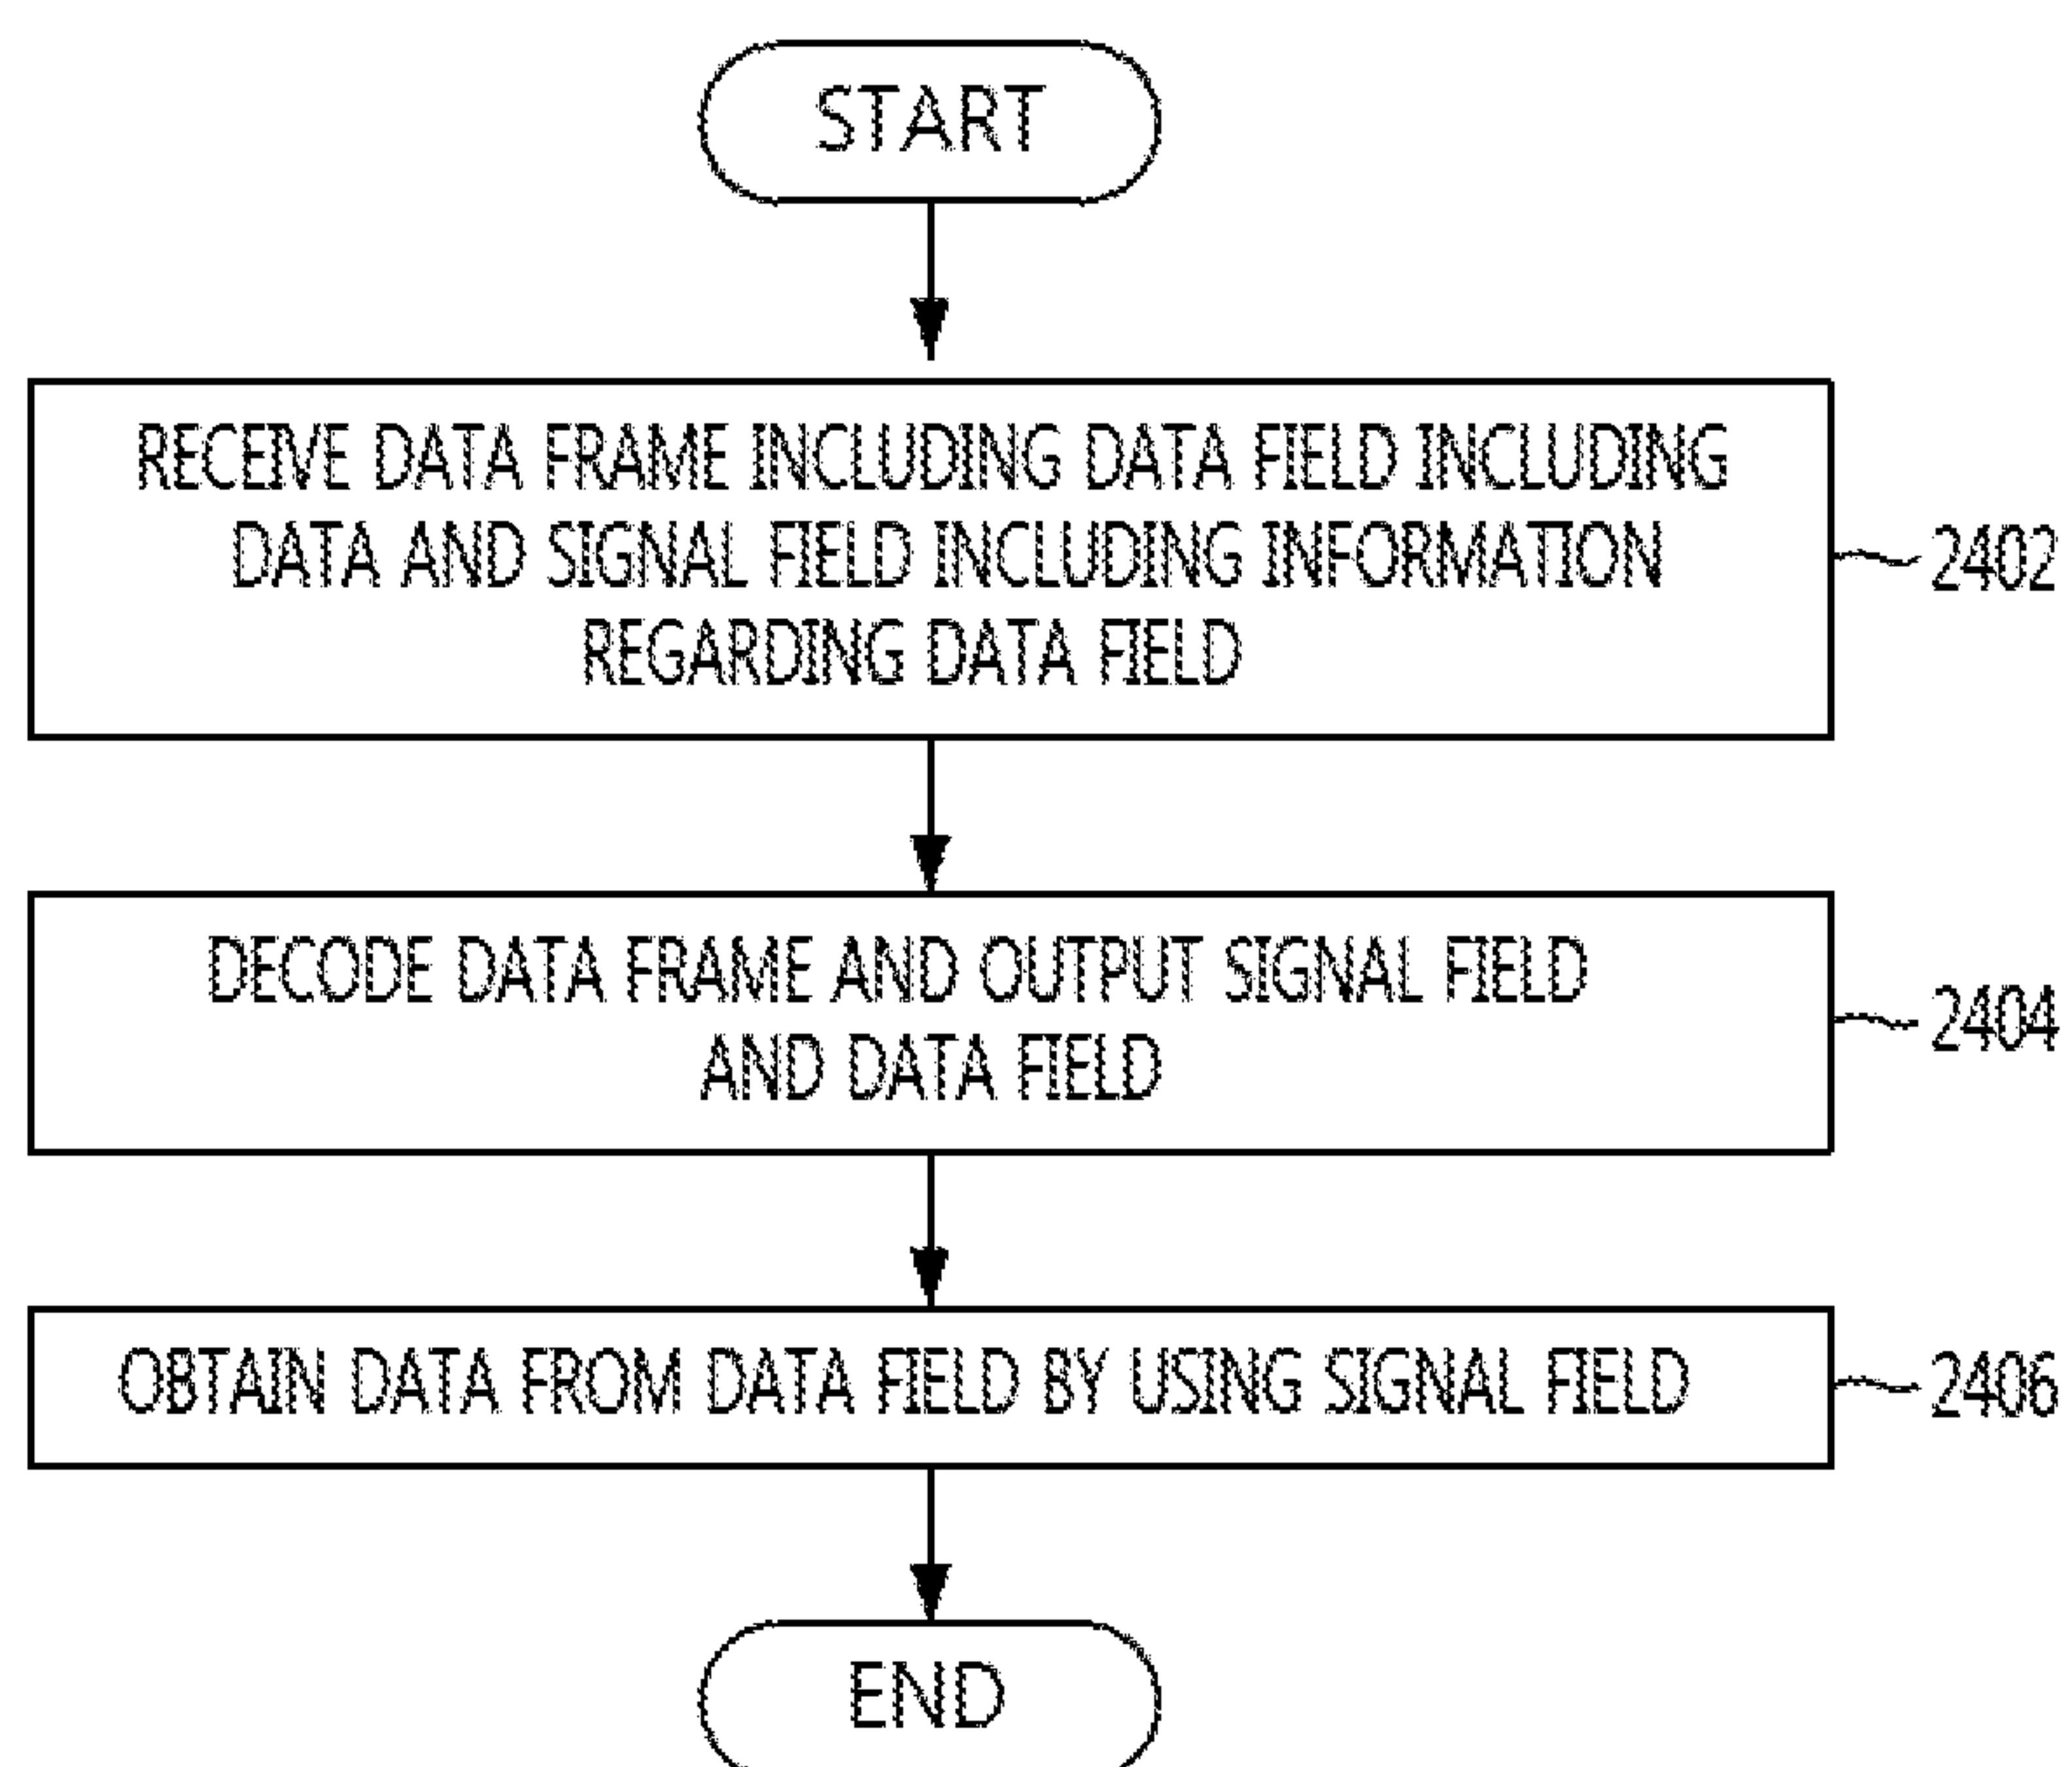 START
RECEIVE DATA FRAME INCLUDING DATA FIELD INCLUDING
DATA AND SIGNAL FIELD INCLUDING INFORMATION
REGARDING DATA FIELD
2402
DECODE DATA FRAME AND OUTPUT SIGNAL FIELD
AND DATA FIELD
2404
OBTAIN DATA FROM DATA FIELD BY USING SIGNAL FIELD
2406
END